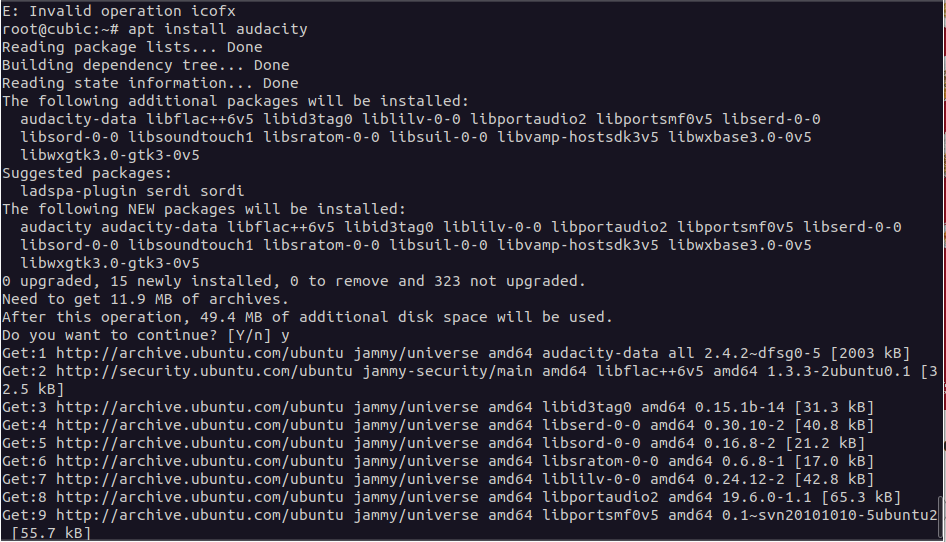 E: Invalid operation icofx
root@cubic:~# apt install audacity
Reading package lists... Done
Building dependency tree... Done
Reading state information... Done
The following additional packages will be installed:
  audacity-data libflac++6v5 libid3tag0 liblilv-0-0 libportaudio2 libportsmf0v5 libserd-0-0
  libsord-0-0 libsoundtouch1 libsratom-0-0 libsuil-0-0 libvamp-hostsdk3v5 libwxbase3.0-0v5
  libwxgtk3.0-gtk3-0v5
Suggested packages:
  ladspa-plugin serdi sordi
The following NEW packages will be installed:
  audacity audacity-data libflac++6v5 libid3tag0 liblilv-0-0 libportaudio2 libportsmf0v5 libserd-0-0
  libsord-0-0 libsoundtouch1 libsratom-0-0 libsuil-0-0 libvamp-hostsdk3v5 libwxbase3.0-0v5
  libwxgtk3.0-gtk3-0v5
0 upgraded, 15 newly installed, 0 to remove and 323 not upgraded.
Need to get 11.9 MB of archives.
After this operation, 49.4 MB of additional disk space will be used.
Do you want to continue? [Y/n] y
Get:1 http://archive.ubuntu.com/ubuntu jammy/universe amd64 audacity-data all 2.4.2~dfsg0-5 [2003 kB]
Get:2 http://security.ubuntu.com/ubuntu jammy-security/main amd64 libflac++6v5 amd64 1.3.3-2ubuntu0.1 [3
2.5 kB]
Get:3 http://archive.ubuntu.com/ubuntu jammy/universe amd64 libid3tag0 amd64 0.15.1b-14 [31.3 kB]
Get:4 http://archive.ubuntu.com/ubuntu jammy/universe amd64 libserd-0-0 amd64 0.30.10-2 [40.8 kB]
Get:5 http://archive.ubuntu.com/ubuntu jammy/universe amd64 libsord-0-0 amd64 0.16.8-2 [21.2 kB]
Get:6 http://archive.ubuntu.com/ubuntu jammy/universe amd64 libsratom-0-0 amd64 0.6.8-1 [17.0 kB]
Get:7 http://archive.ubuntu.com/ubuntu jammy/universe amd64 liblilv-0-0 amd64 0.24.12-2 [42.8 kB]
Get:8 http://archive.ubuntu.com/ubuntu jammy/universe amd64 libportaudio2 amd64 19.6.0-1.1 [65.3 kB]
Get:9 http://archive.ubuntu.com/ubuntu jammy/universe amd64 libportsmf0v5 amd64 0.1~svn20101010-5ubuntu2
 [55.7 kB]